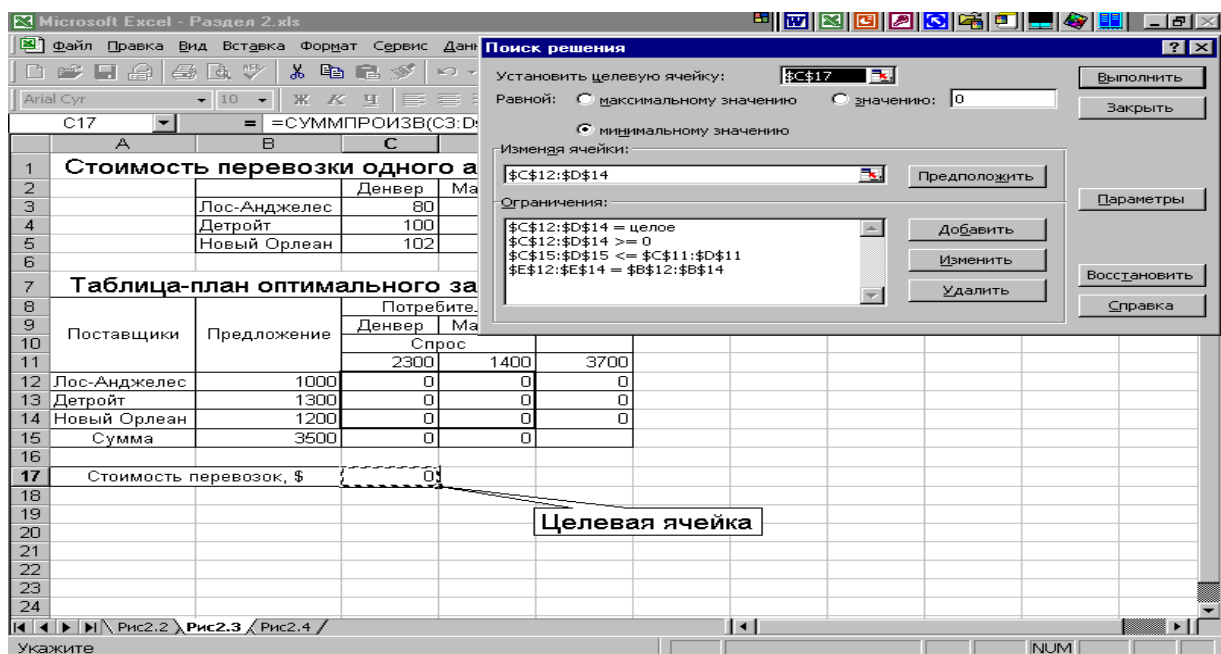 Microsoft Excel - Раздел 2.xls
Файл Правка Вид Вставка Формат Сервис Данн
Arial Cyr 10 Ж К Ч
C17 = =СУММПРОИЗВ(C3:D
A B C
1 Стоимость перевозки одного а
2 Денвер Ма
3 Лос-Анджелес 80
4 Детройт 100
5 Новый Орлеан 102
6
7 Таблица-план оптимального за
8 Потребите
9 Поставщики Предложение Денвер Ма
10 Спрос
11 2300 1400 3700
12 Лос-Анджелес 1000 0 0 0
13 Детройт 1300 0 0 0
14 Новый Орлеан 1200 0 0 0
15 Сумма 3500 0 0
16
17 Стоимость перевозок, $ 0
18
19
20
21
22
23
24
Целевая ячейка
Рис2.2 Рис2.3 Рис2.4
Укажите NUM
Поиск решения
Установить целевую ячейку: $C$17
Равной: максимальному значению значению: 0
минимальному значению
Изменяя ячейки:
$C$12:$D$14
Предположить
Ограничения:
$C$12:$D$14 = целое
$C$12:$D$14 >= 0
$C$15:$D$15 <= $C$11:$D$11
$E$12:$E$14 = $B$12:$B$14
Добавить
Изменить
Удалить
Выполнить
Закрыть
Параметры
Восстановить
Справка